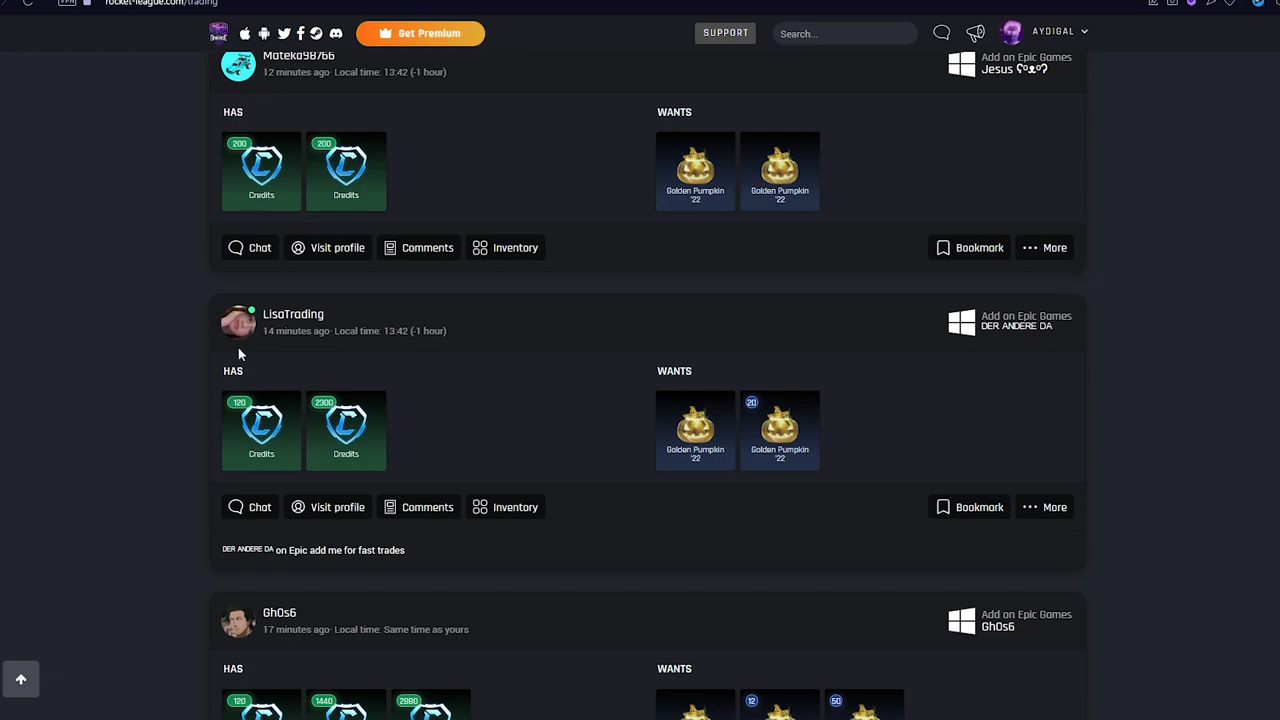 VPN rocket-league.com/trading
Get Premium
SUPPORT
Search...
AYDIGAL
Mateka98766
12 minutes ago- Local time: 13:42 (-1 hour)
Add on Epic Games
Jesus ʕºᴥºʔ
HAS
WANTS
200
Credits
200
Credits
Golden Pumpkin
'22
Golden Pumpkin
'22
Chat
Visit profile
Comments
Inventory
Bookmark
More
LisaTrading
14 minutes ago- Local time: 13:42 (-1 hour)
Add on Epic Games
DER ANDERE DA
HAS
WANTS
120
Credits
2300
Credits
Golden Pumpkin
'22
20
Golden Pumpkin
'22
Chat
Visit profile
Comments
Inventory
Bookmark
More
DER ANDERE DA on Epic add me for fast trades
Gh0s6
17 minutes ago- Local time: Same time as yours
Add on Epic Games
Gh0s6
HAS
WANTS
120
1440
2880
12
50